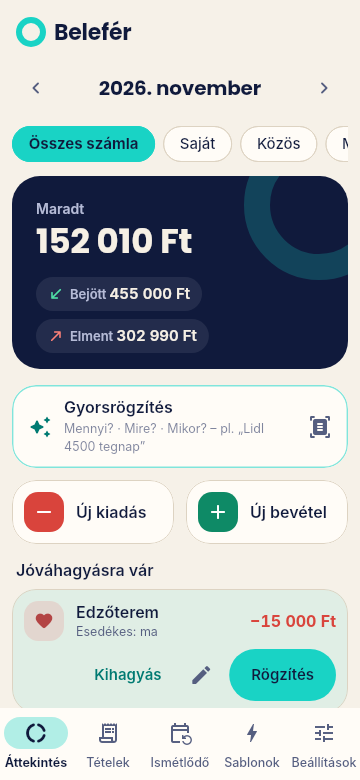 Belefér
2026. november
Összes számla
Saját
Közös
M
Maradt
152 010 Ft
Bejött 455 000 Ft
Elment 302 990 Ft
Gyorsrögzítés
Mennyi? · Mire? · Mikor? – pl. „Lidl
4500 tegnap”
Új kiadás
Új bevétel
Jóváhagyásra vár
Edzőterem
Esedékes: ma
−15 000 Ft
Kihagyás
Rögzítés
Áttekintés
Tételek
Ismétlődő
Sablonok
Beállítások